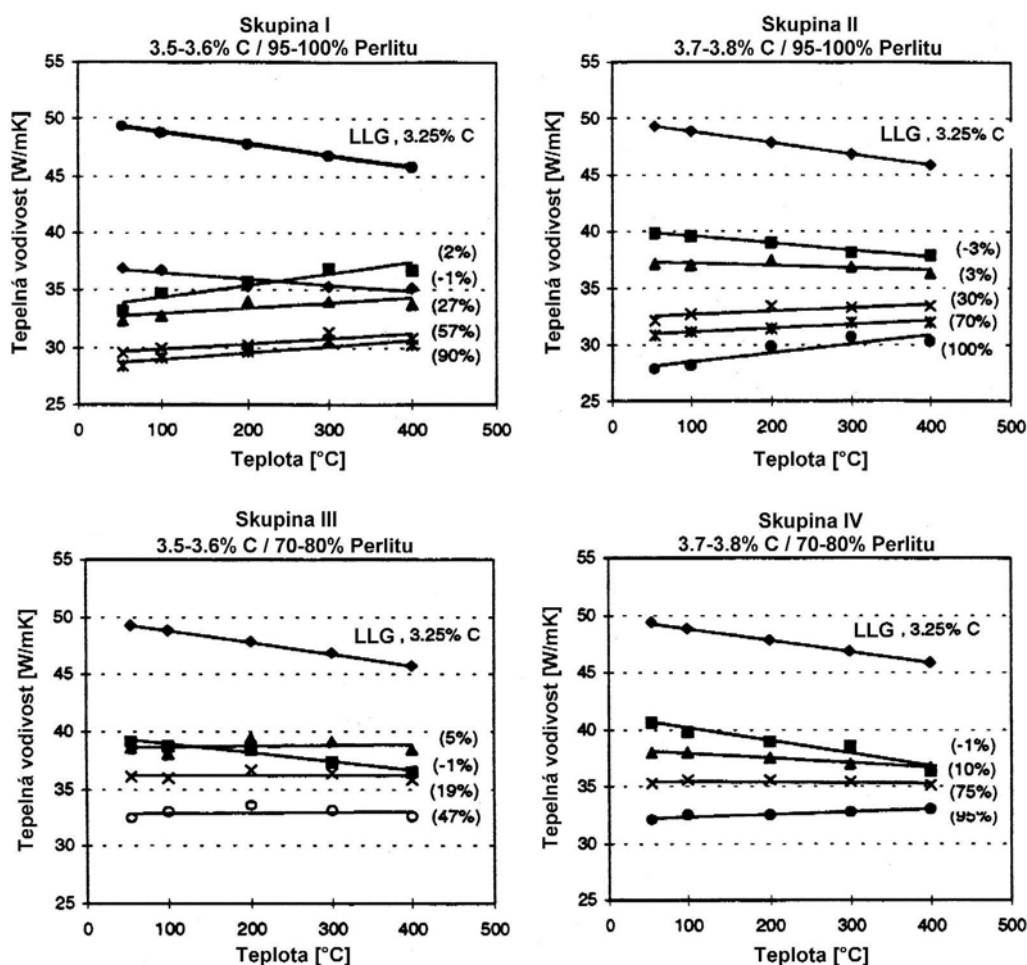 Skupina I
3.5-3.6% C / 95-100% Perlitu
55
50
45
40
35
30
25
Tepelná vodivost [W/mK]
LLG , 3.25% C
(2%)
(-1%)
(27%)
(57%)
(90%)
0 100 200 300 400 500
Teplota [°C]
Skupina II
3.7-3.8% C / 95-100% Perlitu
55
50
45
40
35
30
25
Tepelná vodivost [W/mK]
LLG , 3.25% C
(-3%)
(3%)
(30%)
(70%)
(100%
0 100 200 300 400 500
Teplota [°C]
Skupina III
3.5-3.6% C / 70-80% Perlitu
55
50
45
40
35
30
25
Tepelná vodivost [W/mK]
LLG , 3.25% C
(5%)
(-1%)
(19%)
(47%)
0 100 200 300 400 500
Teplota [°C]
Skupina IV
3.7-3.8% C / 70-80% Perlitu
55
50
45
40
35
30
25
Tepelná vodivost [W/mK]
LLG , 3.25% C
(-1%)
(10%)
(75%)
(95%)
0 100 200 300 400 500
Teplota [°C]